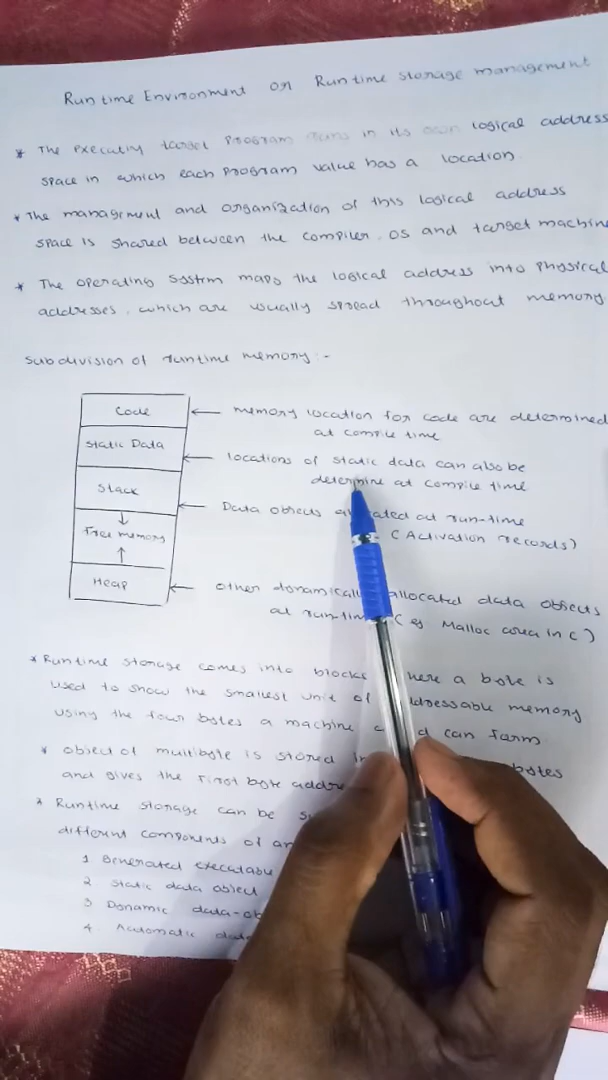 Runtime Environment or Runtime storage management
* The executing target program runs in its own logical address
space in which each program value has a location.
* The management and organization of this logical address
space is shared between the compiler, OS and target machine
* The operating system maps the logical address into physical
addresses, which are usually spread throughout memory
Subdivision of runtime memory:-
Code ← memory location for code are determined
at compile time
Static Data
← locations of static data can also be
determine at compile time
Stack
← Data objects at run-time
(Activation records)
↓
Free memory
↑
Heap ← other dynamically allocated data objects
at run-time (eg. Malloc area in C)
* Runtime storage comes into blocks where a byte is
used to show the smallest unit of addressable memory
using the four bytes a machine can form
* object of multibyte is stored in bytes
and gives the first byte
* Runtime storage can be
different components of an
1 Generated executable
2 Static data object
3 Dynamic data-ob
4. Automatic data